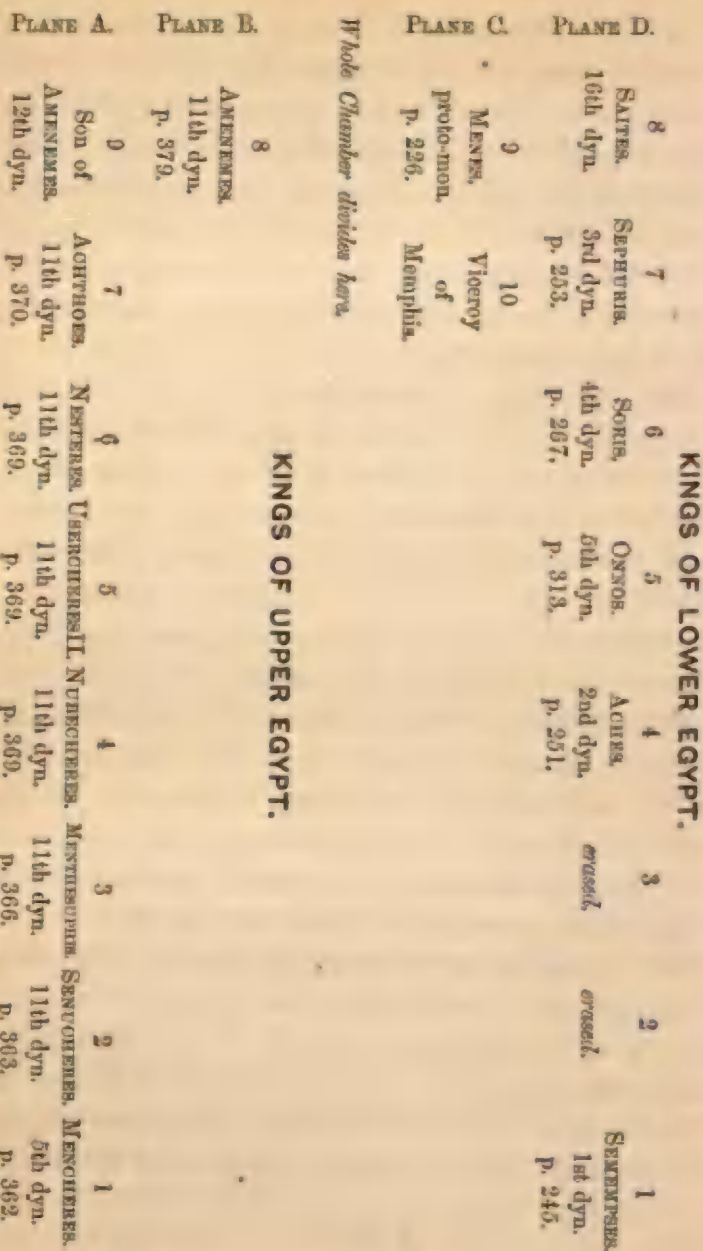 KINGS OF LOWER EGYPT.
PLANE D.
8 7 6 5 4 3 2 1
SAITES. SEPHURIS. SORIS. ONNOS. ACHES. erased. erased. SEMEMPSES.
16th dyn. 3rd dyn. 4th dyn. 5th dyn. 2nd dyn. 1st dyn.
p. 253. p. 267. p. 313. p. 251. p. 245.
PLANE C.
9 10
MENES. Viceroy
proto-mon. of
p. 226. Memphis.
Whole Chamber divides here.
KINGS OF UPPER EGYPT.
PLANE B.
8
AMENEMES.
11th dyn.
p. 379.
PLANE A.
9 7 6 5 4 3 2 1
Son of ACHTHOES. NESTERES. USERCHERES II. NUBECHERES. MENTHESUPHIS. SENUCHERES. MENCHERES.
AMENEMES. 11th dyn. 11th dyn. 11th dyn. 11th dyn. 11th dyn. 11th dyn. 5th dyn.
12th dyn. p. 370. p. 369. p. 369. p. 369. p. 366. p. 363. p. 362.